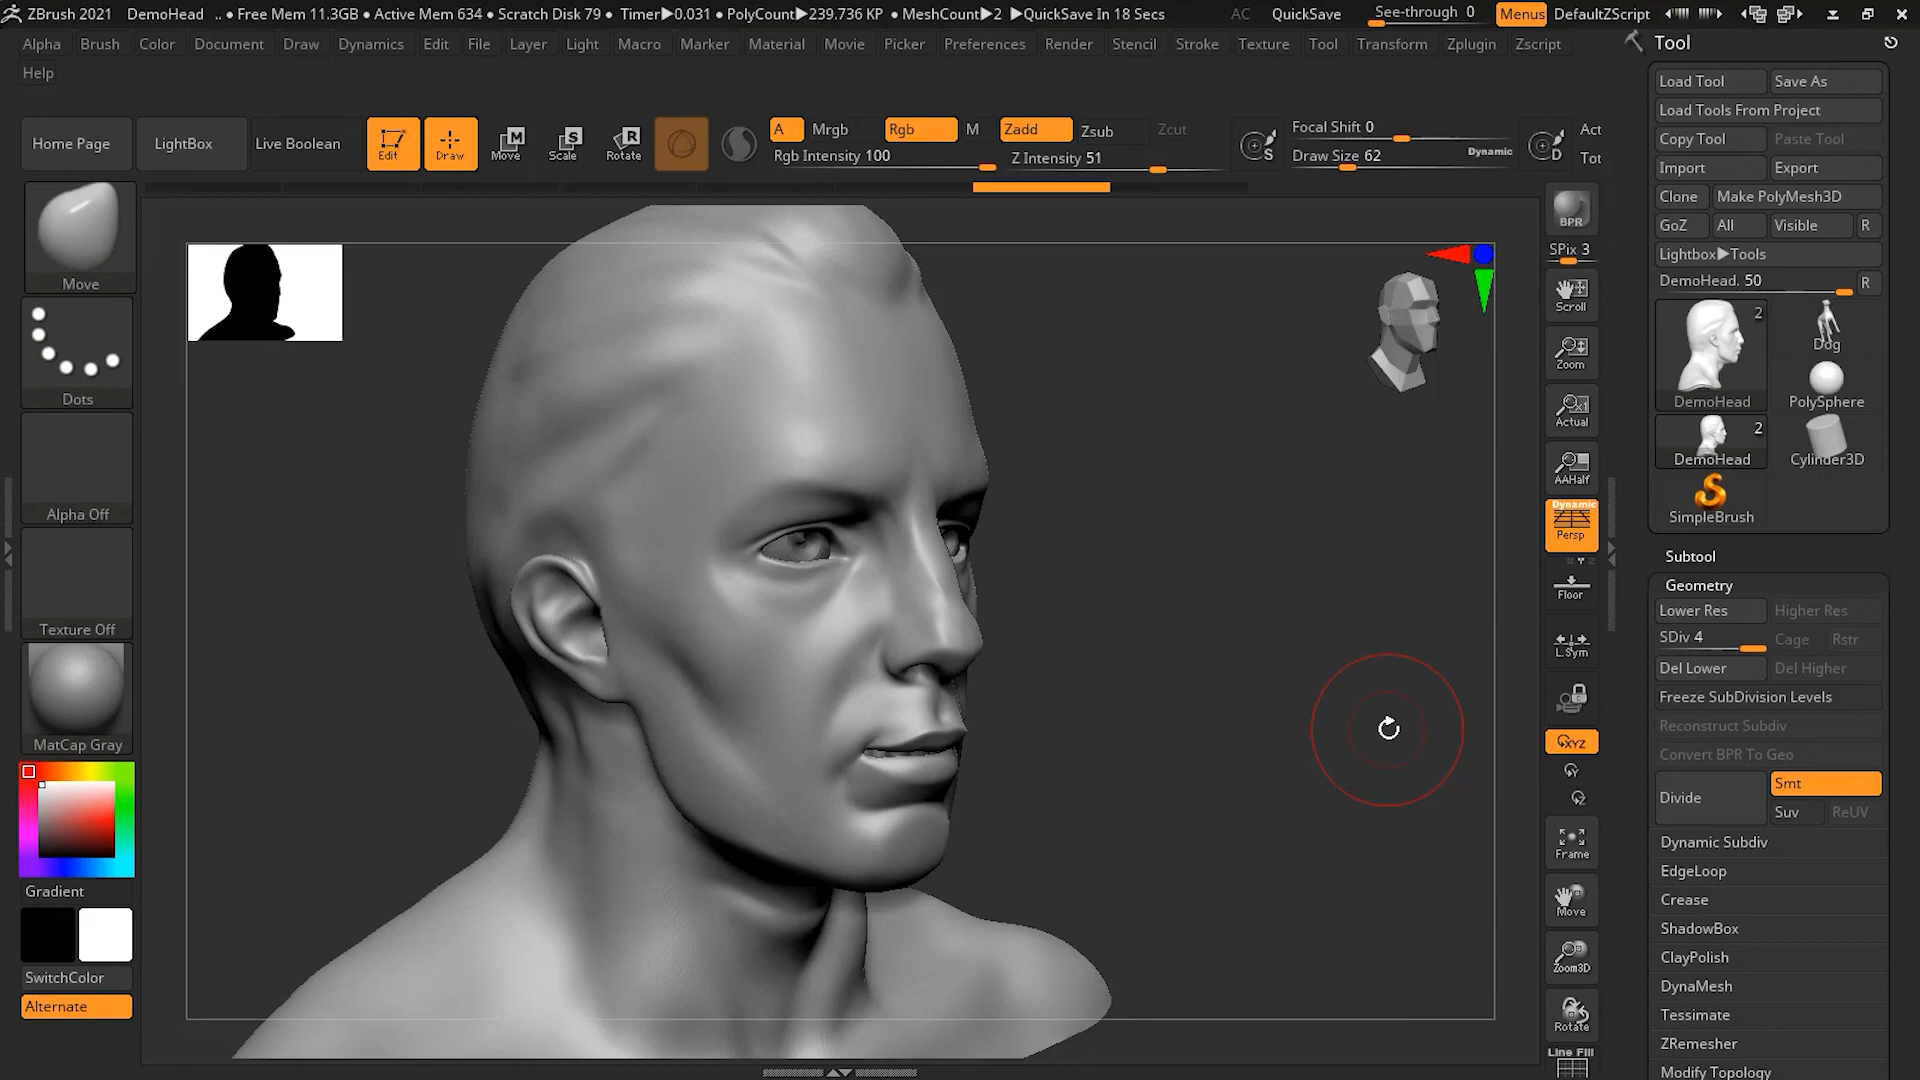 ZBrush 2021 DemoHead .. • Free Mem 11.3GB • Active Mem 634 • Scratch Disk 79 • Timer▶0.031 • PolyCount▶239.736 KP • MeshCount▶2 ▶QuickSave In 18 Secs AC QuickSave See-through 0 Menus DefaultZScript
Alpha Brush Color Document Draw Dynamics Edit File Layer Light Macro Marker Material Movie Picker Preferences Render Stencil Stroke Texture Tool Transform Zplugin Zscript
Help
Home Page LightBox Live Boolean Edit Draw Move Scale Rotate
A Mrgb Rgb M Zadd Zsub Zcut
Rgb Intensity 100 Z Intensity 51
S Focal Shift 0
Draw Size 62 Dynamic D
Act
Tot
Move
Dots
Alpha Off
Texture Off
MatCap Gray
Gradient
SwitchColor
Alternate
BPR
SPix 3
Scroll
Zoom
Actual
AAHalf
Dynamic
Persp
Floor
L.Sym
XYZ
Frame
Move
Zoom3D
Rotate
Line Fill
Tool
Load Tool Save As
Load Tools From Project
Copy Tool Paste Tool
Import Export
Clone Make PolyMesh3D
GoZ All Visible R
Lightbox▶Tools
DemoHead. 50 R
2
DemoHead Dog
PolySphere
2
DemoHead Cylinder3D
SimpleBrush
Subtool
Geometry
Lower Res Higher Res
SDiv 4 Cage Rstr
Del Lower Del Higher
Freeze SubDivision Levels
Reconstruct Subdiv
Convert BPR To Geo
Divide Smt
Suv ReUV
Dynamic Subdiv
EdgeLoop
Crease
ShadowBox
ClayPolish
DynaMesh
Tessimate
ZRemesher
Modify Topology